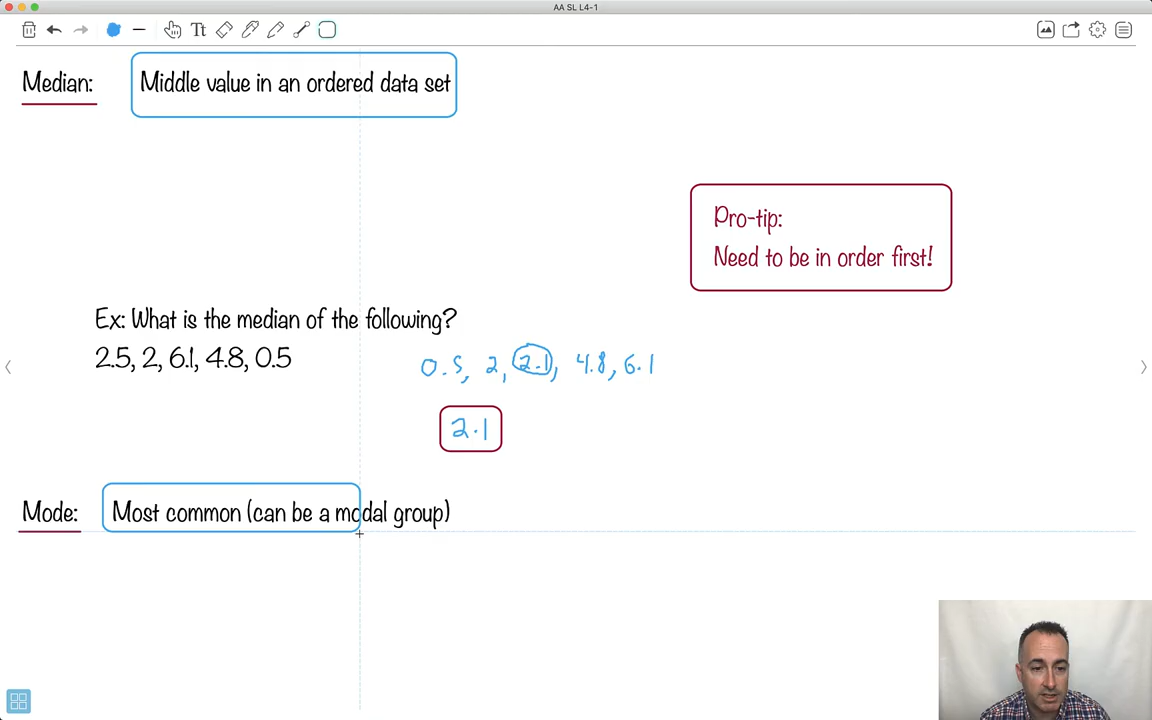 AA SL L4-1
Tt
Median:
Middle value in an ordered data set
Pro-tip:
Need to be in order first!
Ex: What is the median of the following?
2.5, 2, 6.1, 4.8, 0.5
0.5, 2, 2.1, 4.8, 6.1
2.1
Mode:
Most common (can be a modal group)